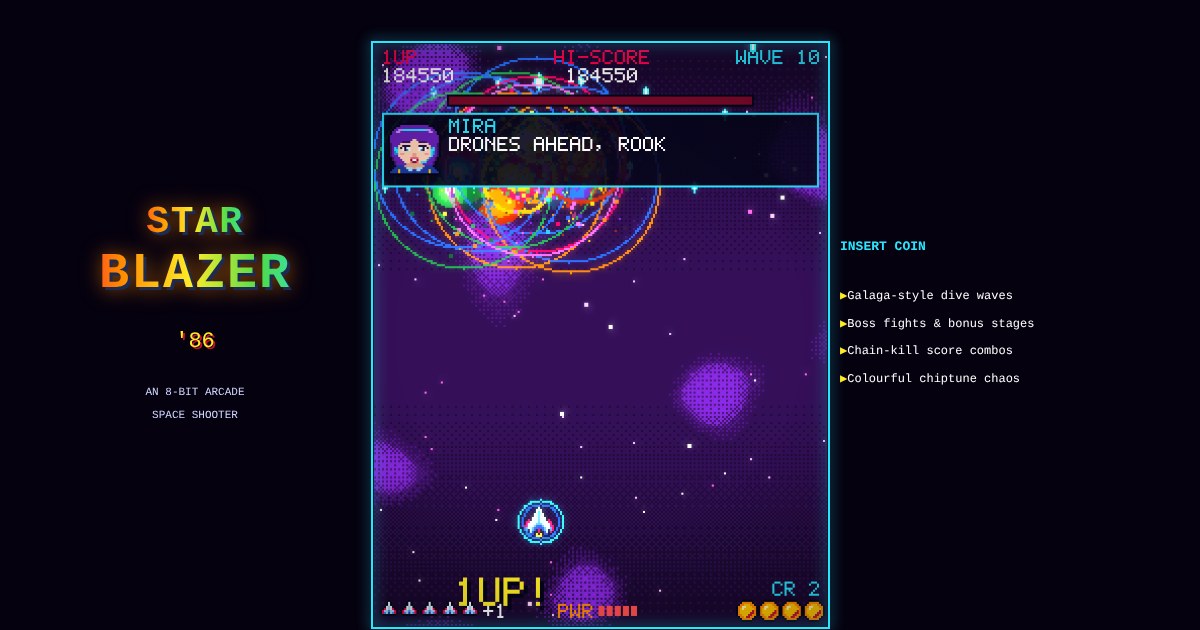 STAR
BLAZER
'86
AN 8-BIT ARCADE
SPACE SHOOTER
1UP HI-SCORE WAVE 10
184550 184550
MIRA
DRONES AHEAD, ROOK
1UP!
CR 2
+1 PWR
INSERT COIN
▶Galaga-style dive waves
▶Boss fights & bonus stages
▶Chain-kill score combos
▶Colourful chiptune chaos